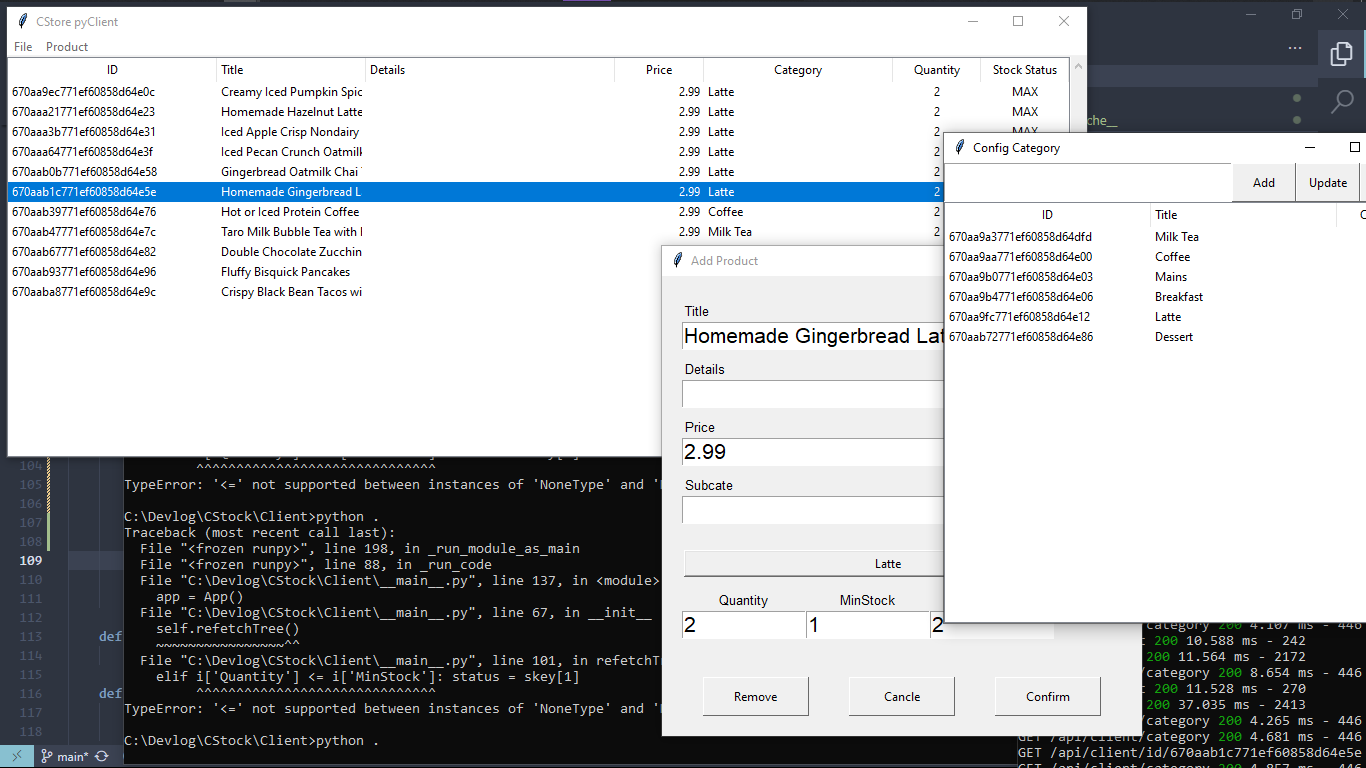 CStore pyClient
File Product
ID Title Details Price Category Quantity Stock Status
670aa9ec771ef60858d64e0c Creamy Iced Pumpkin Spic 2.99 Latte 2 MAX
670aaa21771ef60858d64e23 Homemade Hazelnut Latte 2.99 Latte 2 MAX
670aaa3b771ef60858d64e31 Iced Apple Crisp Nondairy 2.99 Latte 2 MAX
670aaa64771ef60858d64e3f Iced Pecan Crunch Oatmilk 2.99 Latte 2
670aab0b771ef60858d64e58 Gingerbread Oatmilk Chai 2.99 Latte 2
670aab1c771ef60858d64e5e Homemade Gingerbread L 2.99 Latte 2
670aab39771ef60858d64e76 Hot or Iced Protein Coffee 2.99 Coffee 2
670aab47771ef60858d64e7c Taro Milk Bubble Tea with 2.99 Milk Tea 2
670aab67771ef60858d64e82 Double Chocolate Zucchin
670aab93771ef60858d64e96 Fluffy Bisquick Pancakes
670aaba8771ef60858d64e9c Crispy Black Bean Tacos wi
che__
Config Category
Add Update
ID Title C
670aa9a3771ef60858d64dfd Milk Tea
670aa9aa771ef60858d64e00 Coffee
670aa9b0771ef60858d64e03 Mains
670aa9b4771ef60858d64e06 Breakfast
670aa9fc771ef60858d64e12 Latte
670aab72771ef60858d64e86 Dessert
Add Product
Title
Homemade Gingerbread Lat
Details
Price
2.99
Subcate
Latte
Quantity MinStock
2 1 2
Remove Cancle Confirm
104
105
106
107
108
109
110
111
112
113 def
114
115
116 def
117
118
main*
^^^^^^^^^^^^^^^^^^^^^^^^^^^^^^
TypeError: '<=' not supported between instances of 'NoneType' and '
C:\Devlog\CStock\Client>python .
Traceback (most recent call last):
File "<frozen runpy>", line 198, in _run_module_as_main
File "<frozen runpy>", line 88, in _run_code
File "C:\Devlog\CStock\Client\__main__.py", line 137, in <module>
app = App()
File "C:\Devlog\CStock\Client\__main__.py", line 67, in __init__
self.refetchTree()
~~~~~~~~~~~~~~~~^^
File "C:\Devlog\CStock\Client\__main__.py", line 101, in refetchTr
elif i['Quantity'] <= i['MinStock']: status = skey[1]
^^^^^^^^^^^^^^^^^^^^^^^^^^^^^^
TypeError: '<=' not supported between instances of 'NoneType' and '
C:\Devlog\CStock\Client>python .
category 200 4.107 ms - 446
200 10.588 ms - 242
200 11.564 ms - 2172
/category 200 8.654 ms - 446
200 11.528 ms - 270
200 37.035 ms - 2413
/category 200 4.265 ms - 446
GET /api/client/category 200 4.681 ms - 446
GET /api/client/id/670aab1c771ef60858d64e5e
GET /api/client/category 200 4.857 ms - 446